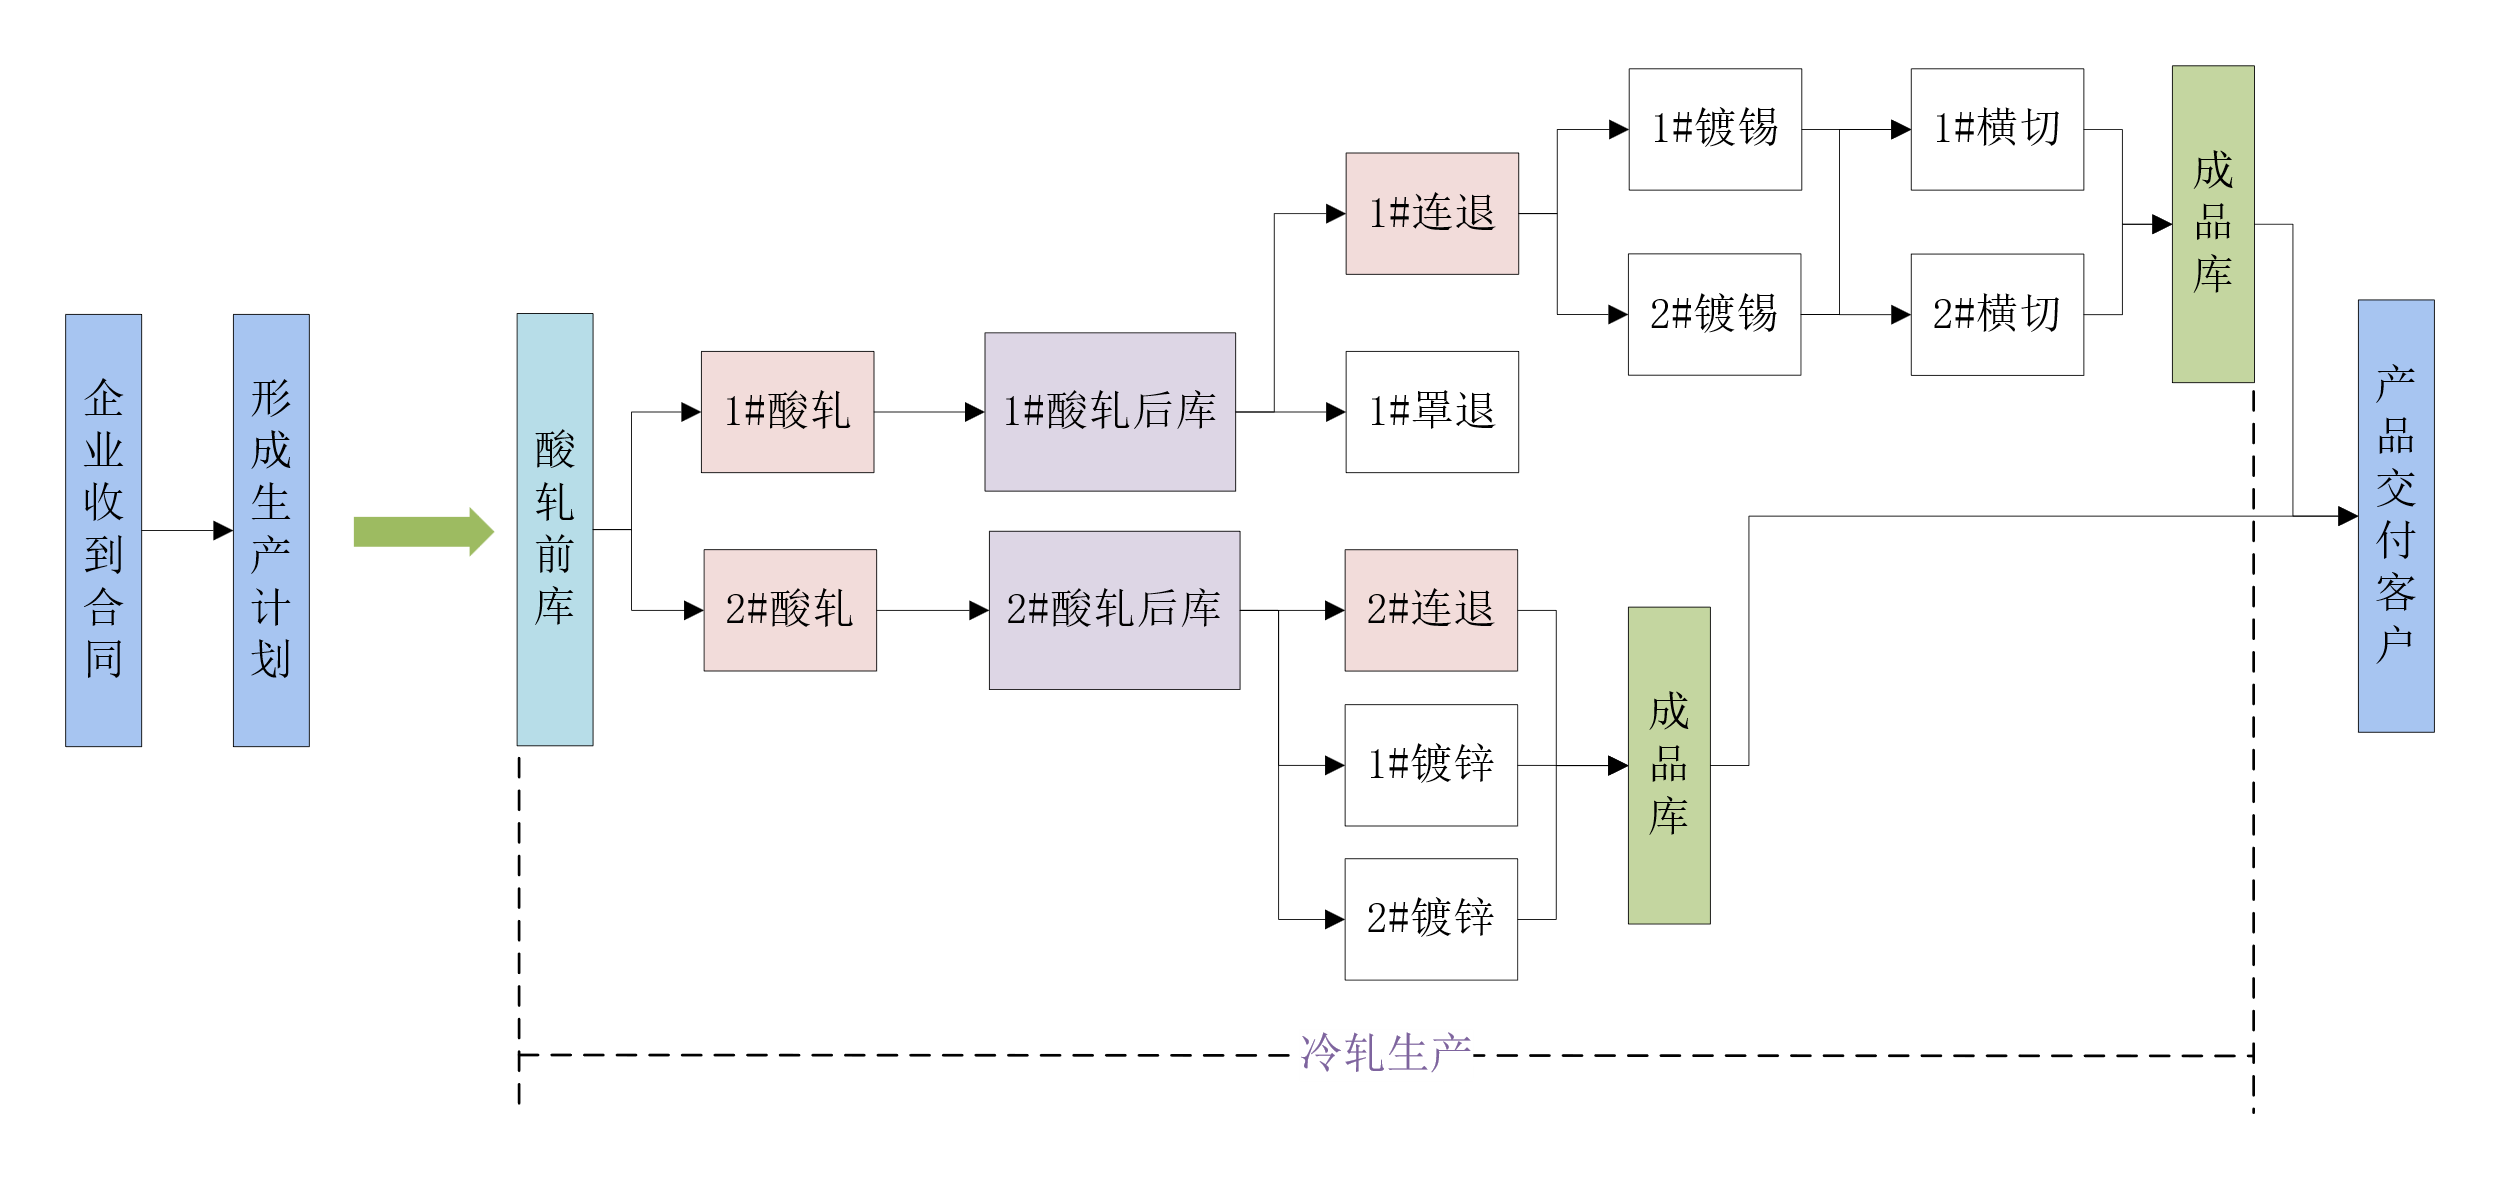 企业收到合同
形成生产计划
酸轧前库
1#酸轧
2#酸轧
1#酸轧后库
2#酸轧后库
1#连退
1#罩退
2#连退
1#镀锌
2#镀锌
1#镀锡
2#镀锡
成品库
1#横切
2#横切
成品库
产品交付客户
冷轧生产